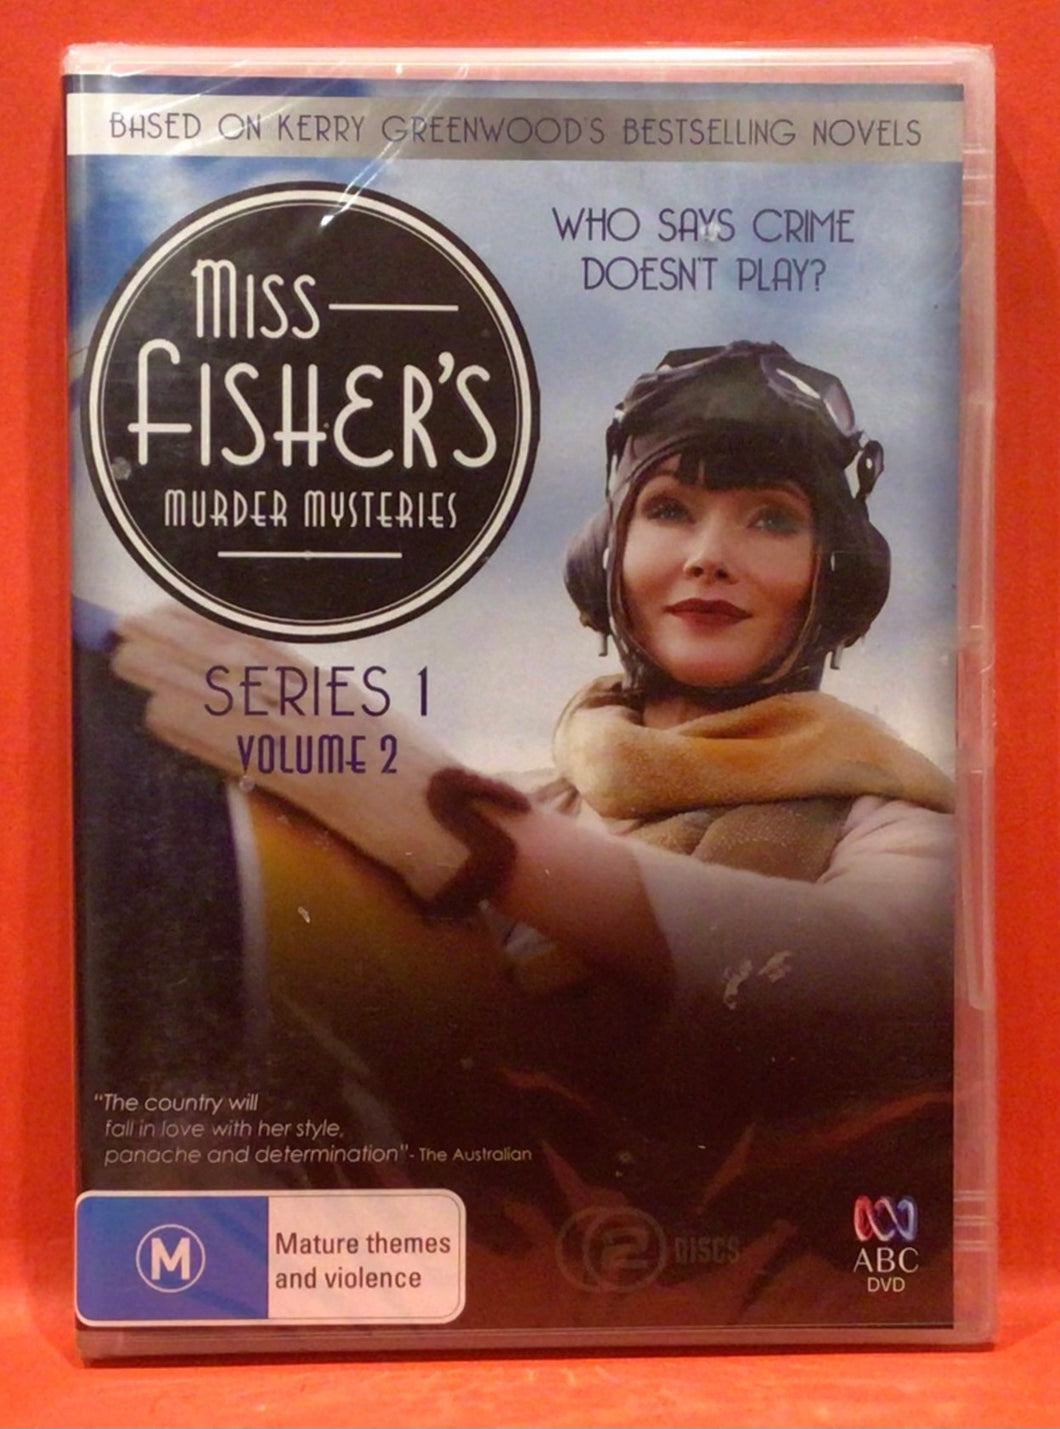 BASED ON KERRY GREENWOOD'S BESTSELLING NOVELS
WHO SAYS CRIME
DOESN'T PLAY?
MISS
FISHER'S
MURDER MYSTERIES
SERIES 1
VOLUME 2
"The country will
fall in love with her style,
panache and determination" - The Australian
M
Mature themes
and violence
2 DISCS
ABC
DVD